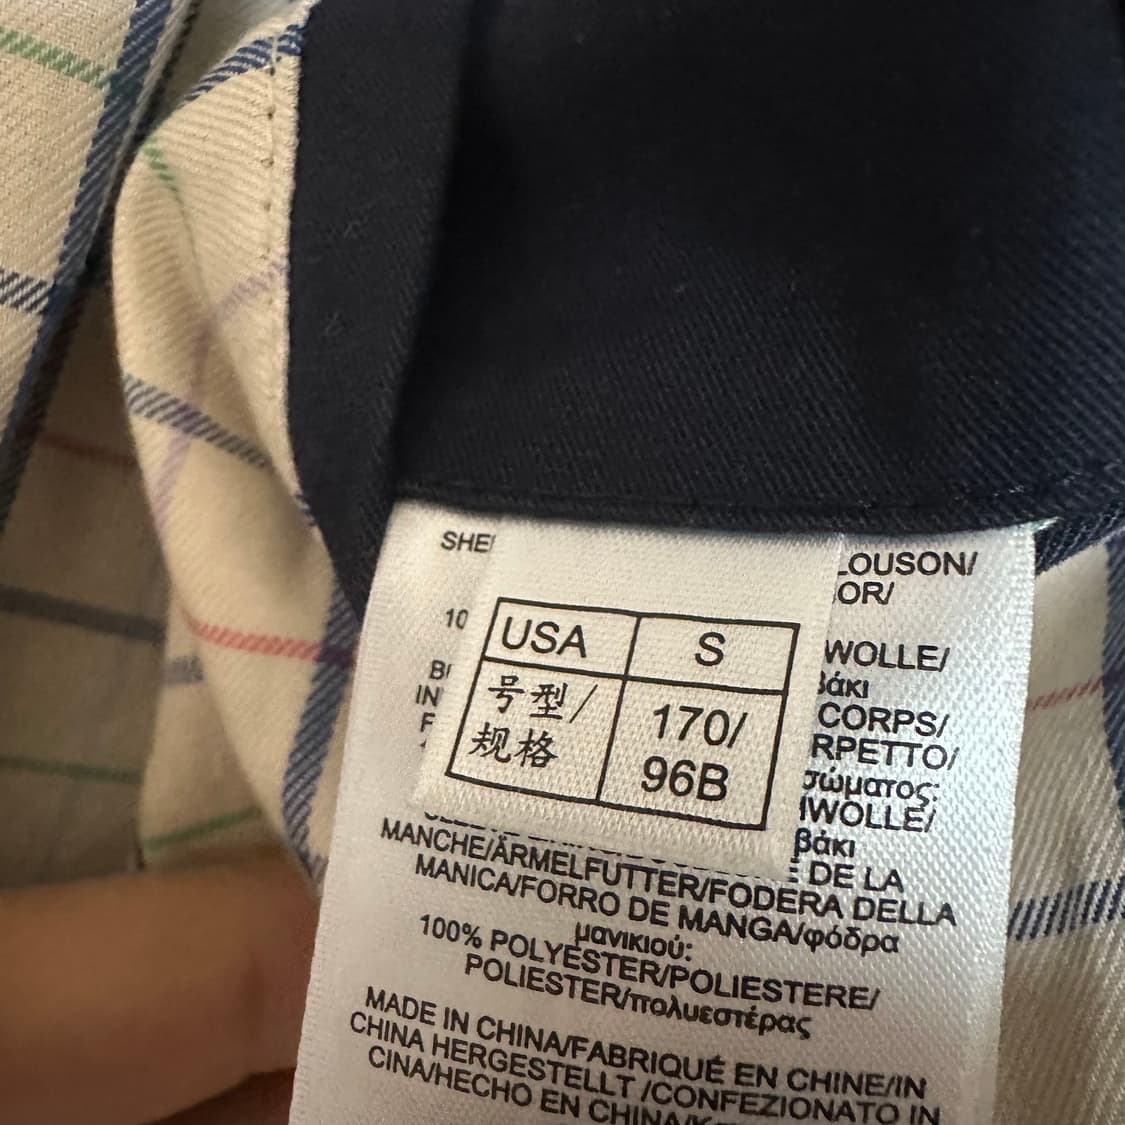 SHE
LOUSON/
OR/
10
WOLLE/
βάκι
CORPS/
RPETTO/
σώματος:
WOLLE/
βάκι
E DE LA
USA S
号型/ 170/
规格 96B
MANCHE/ÄRMELFUTTER/FODERA DELLA
MANICA/FORRO DE MANGA/φόδρα
μανικιού:
100% POLYESTER/POLIESTERE/
POLIESTER/πολυεστέρας
MADE IN CHINA/FABRIQUÉ EN CHINE/IN
CHINA HERGESTELLT /CONFEZIONATO IN
CINA/HECHO EN CHINA/